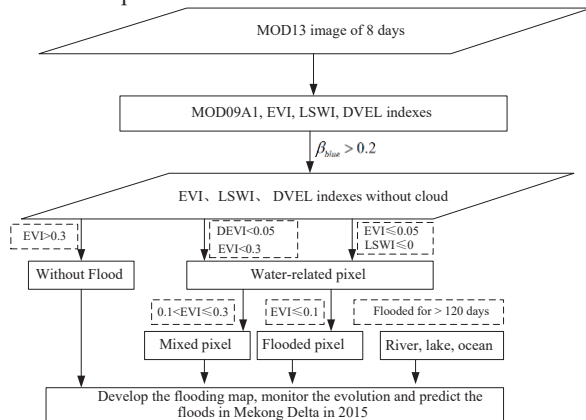 MOD13 image of 8 days
MOD09A1, EVI, LSWI, DVEL indexes
βblue > 0.2
EVI、LSWI、 DVEL indexes without cloud
EVI>0.3
DEVI<0.05
EVI<0.3
EVI≤0.05
LSWI≤0
Without Flood
Water-related pixel
0.1<EVI≤0.3
EVI≤0.1
Flooded for > 120 days
Mixed pixel
Flooded pixel
River, lake, ocean
Develop the flooding map, monitor the evolution and predict the
floods in Mekong Delta in 2015